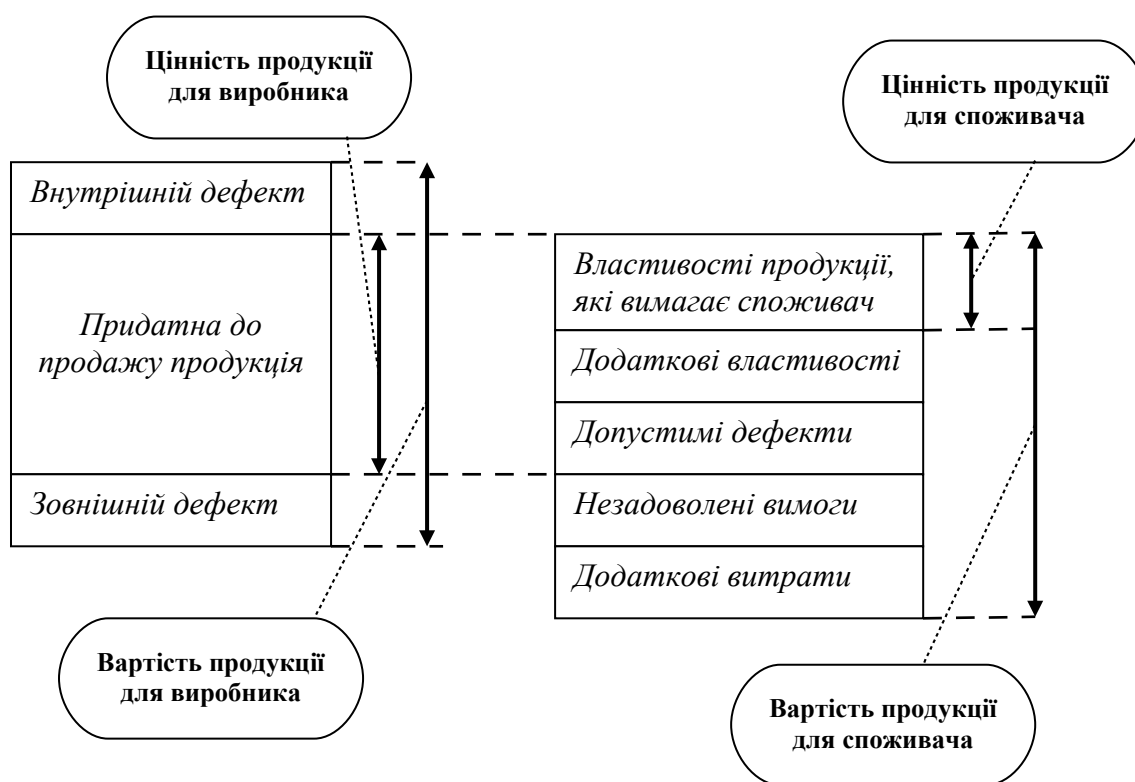 Цінність продукції
для виробника
Цінність продукції
для споживача
Внутрішній дефект
Придатна до
продажу продукція
Зовнішній дефект
Властивості продукції,
які вимагає споживач
Додаткові властивості
Допустимі дефекти
Незадоволені вимоги
Додаткові витрати
Вартість продукції
для виробника
Вартість продукції
для споживача